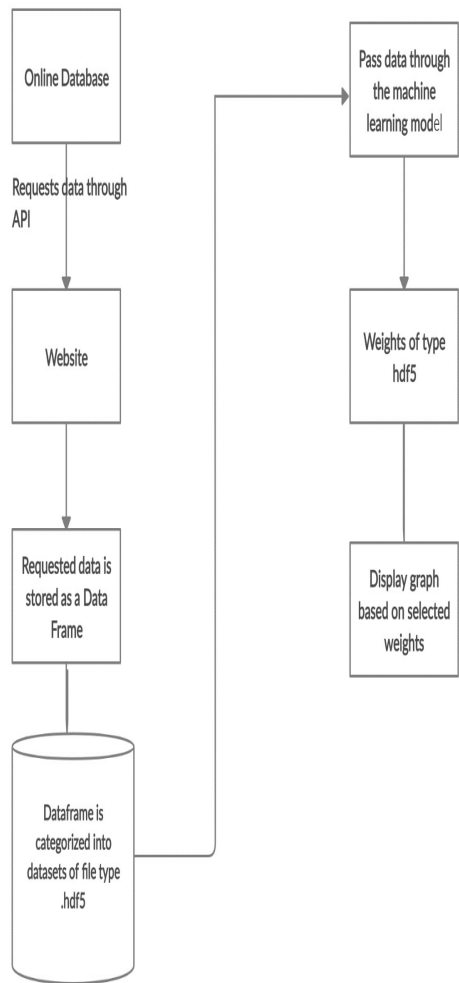 Online Database
Requests data through
API
Website
Requested data is
stored as a Data
Frame
Dataframe is
categorized into
datasets of file type
.hdf5
Pass data through
the machine
learning model
Weights of type
hdf5
Display graph
based on selected
weights